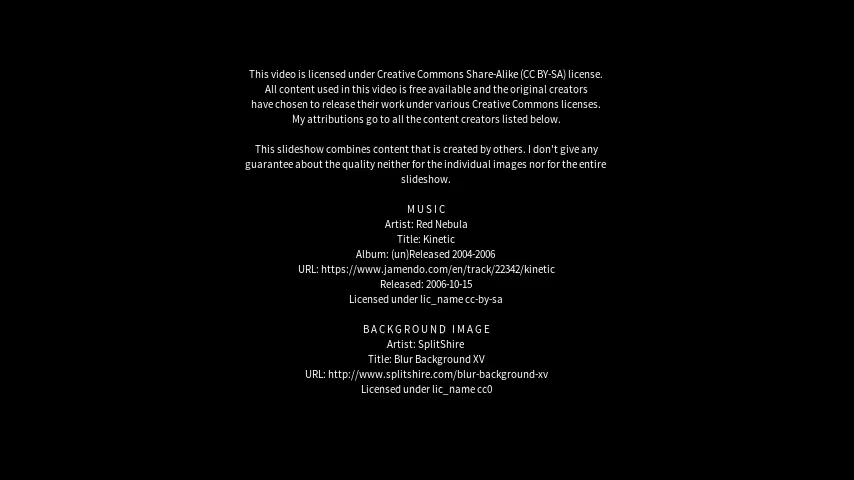 This video is licensed under Creative Commons Share-Alike (CC BY-SA) license.
All content used in this video is free available and the original creators
have chosen to release their work under various Creative Commons licenses.
My attributions go to all the content creators listed below.
This slideshow combines content that is created by others. I don't give any
guarantee about the quality neither for the individual images nor for the entire
slideshow.
MUSIC
Artist: Red Nebula
Title: Kinetic
Album: (un)Released 2004-2006
URL: https://www.jamendo.com/en/track/22342/kinetic
Released: 2006-10-15
Licensed under lic_name cc-by-sa
BACKGROUND IMAGE
Artist: SplitShire
Title: Blur Background XV
URL: http://www.splitshire.com/blur-background-xv
Licensed under lic_name cc0